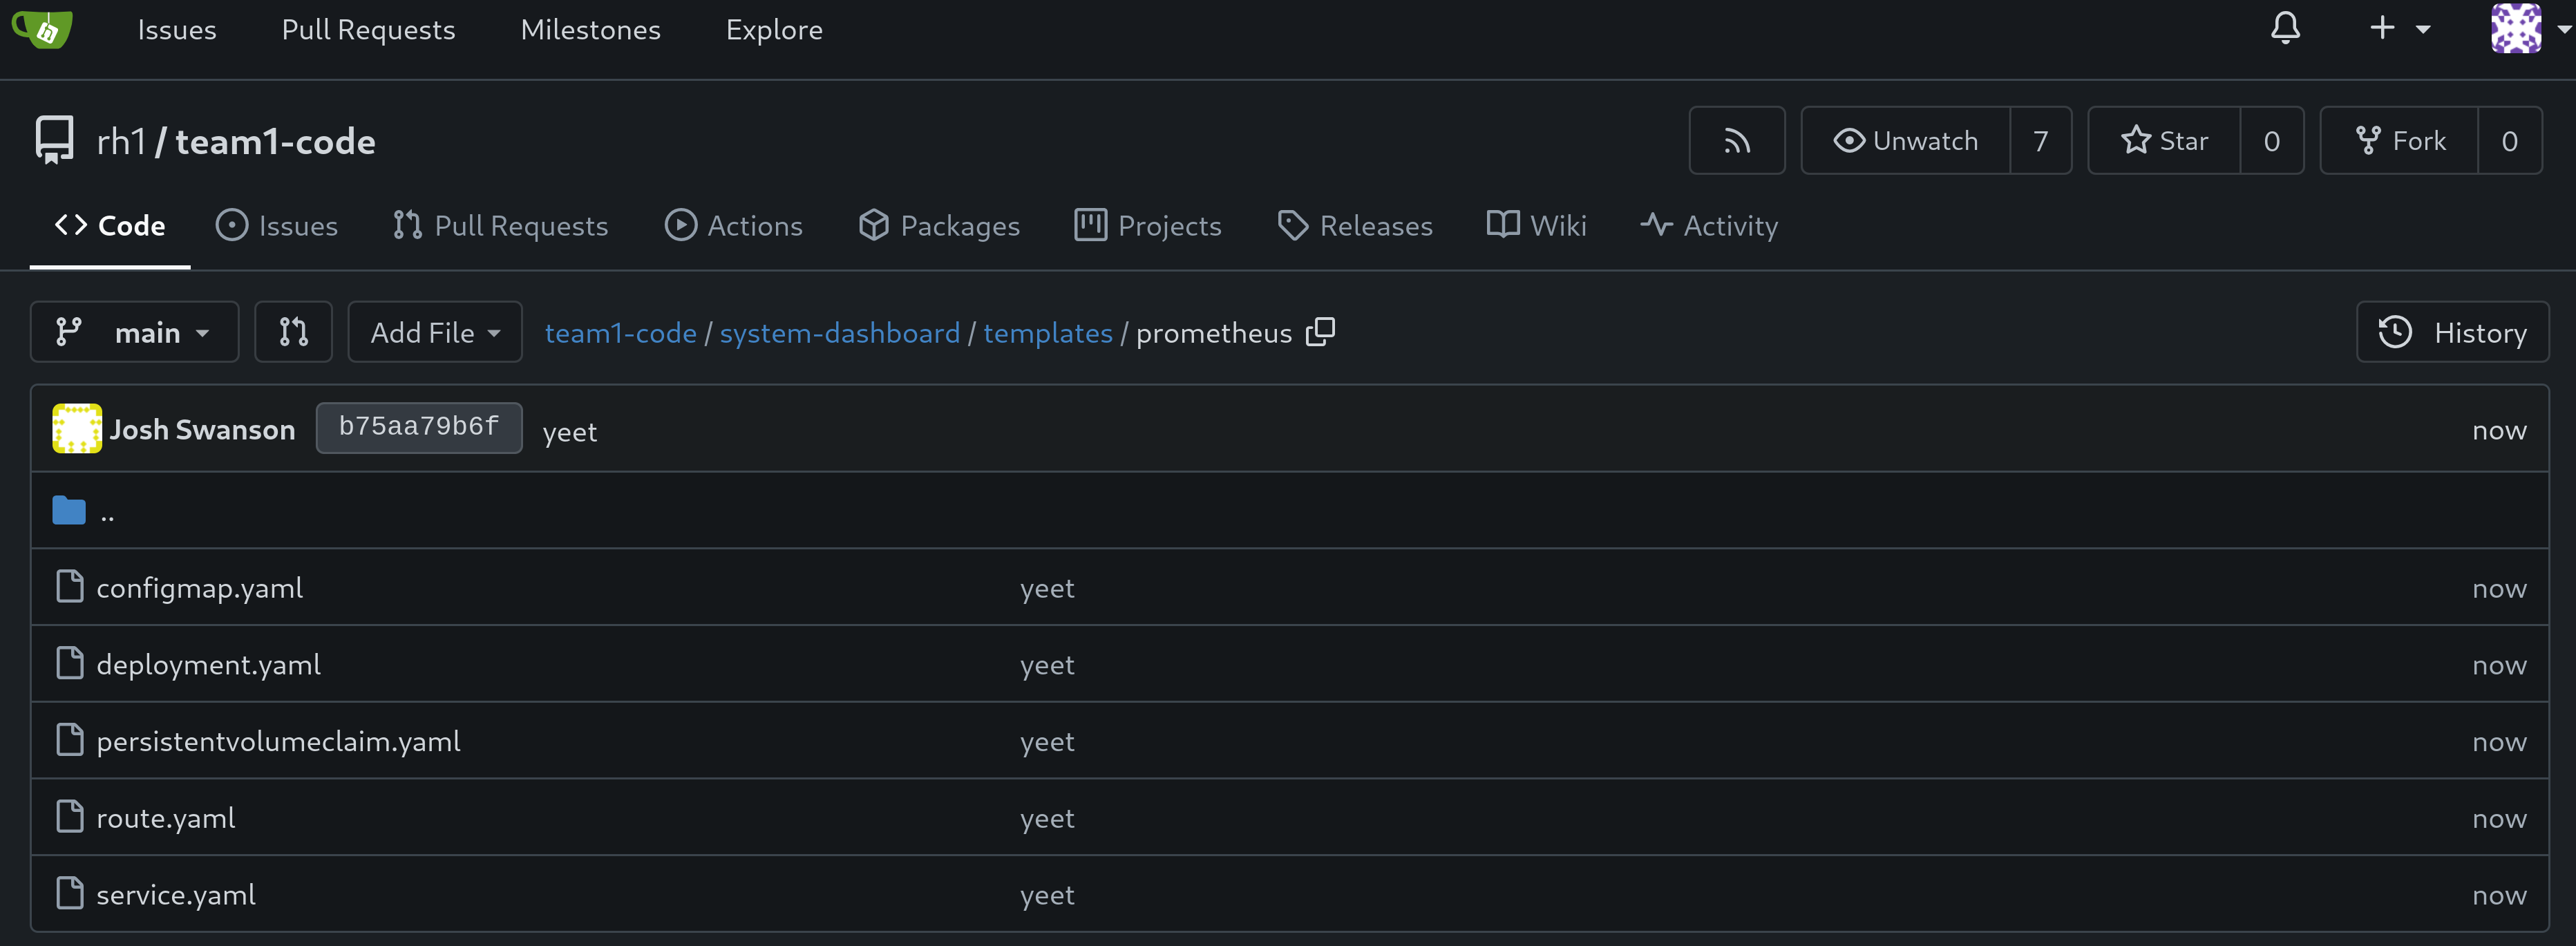 Issues Pull Requests Milestones Explore
rh1 / team1-code Unwatch 7 Star 0 Fork 0
Code Issues Pull Requests Actions Packages Projects Releases Wiki Activity
main Add File team1-code / system-dashboard / templates / prometheus History
Josh Swanson b75aa79b6f yeet now
..
configmap.yaml yeet now
deployment.yaml yeet now
persistentvolumeclaim.yaml yeet now
route.yaml yeet now
service.yaml yeet now